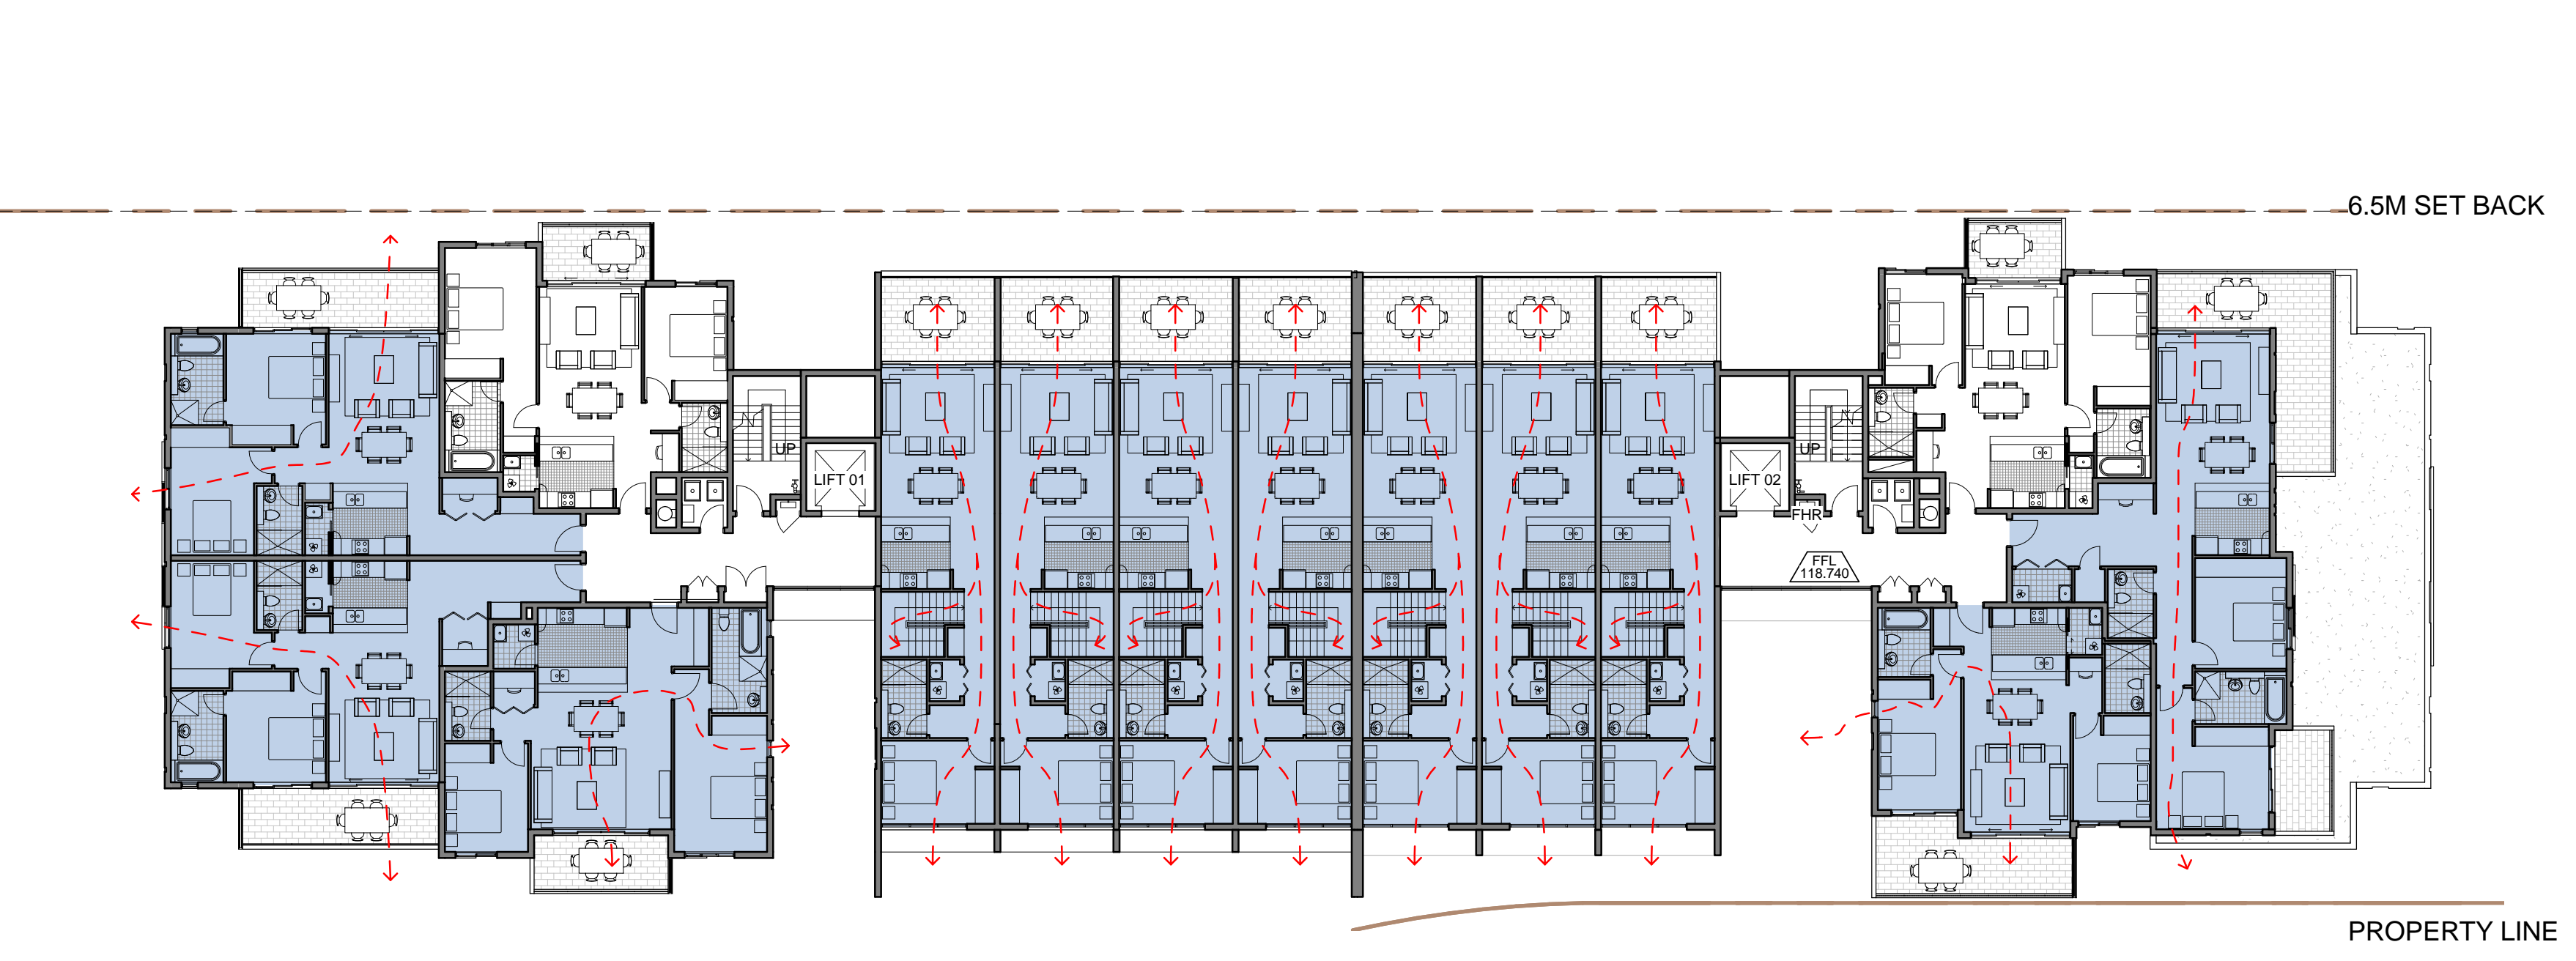 6.5M SET BACK
UP
UP
LIFT 01
LIFT 02
FHR
FFL
118.740
PROPERTY LINE